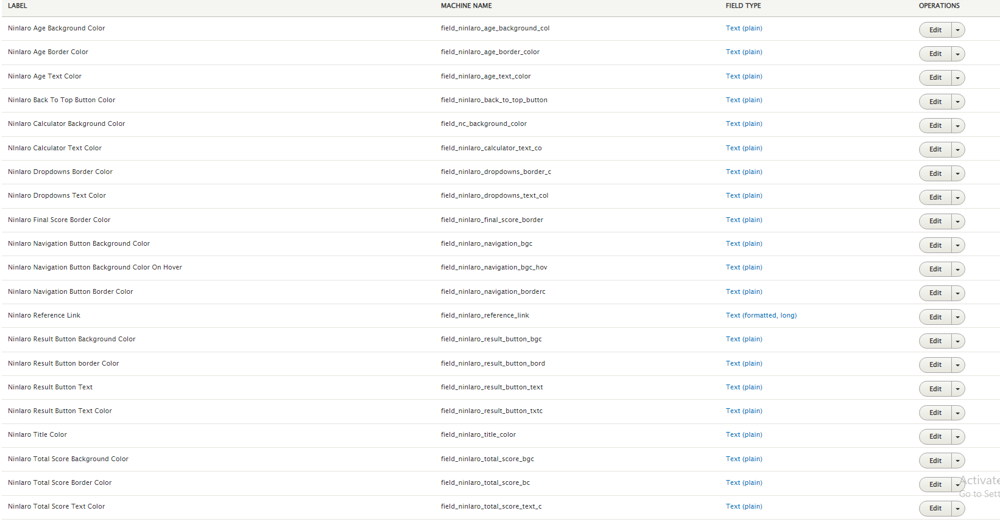 LABEL MACHINE NAME FIELD TYPE OPERATIONS
Ninlaro Age Background Color field_ninlaro_age_background_col Text (plain) Edit
Ninlaro Age Border Color field_ninlaro_age_border_color Text (plain) Edit
Ninlaro Age Text Color field_ninlaro_age_text_color Text (plain) Edit
Ninlaro Back To Top Button Color field_ninlaro_back_to_top_button Text (plain) Edit
Ninlaro Calculator Background Color field_nc_background_color Text (plain) Edit
NInlaro Calculator Text Color field_ninlaro_calculator_text_co Text (plain) Edit
Ninlaro Dropdowns Border Color field_ninlaro_dropdowns_border_c Text (plain) Edit
Ninlaro Dropdowns Text Color field_ninlaro_dropdowns_text_col Text (plain) Edit
Ninlaro Final Score Border Color field_ninlaro_final_score_border Text (plain) Edit
Ninlaro Navigation Button Background Color field_ninlaro_navigation_bgc Text (plain) Edit
Ninlaro Navigation Button Background Color On Hover field_ninlaro_navigation_bgc_hov Text (plain) Edit
Ninlaro Navigation Button Border Color field_ninlaro_navigation_borderc Text (plain) Edit
Ninlaro Reference Link field_ninlaro_reference_link Text (formatted, long) Edit
Ninlaro Result Button Background Color field_ninlaro_result_button_bgc Text (plain) Edit
Ninlaro Result Button border Color field_ninlaro_result_button_bord Text (plain) Edit
Ninlaro Result Button Text field_ninlaro_result_button_text Text (plain) Edit
Ninlaro Result Button Text Color field_ninlaro_result_button_txtc Text (plain) Edit
Ninlaro Title Color field_ninlaro_title_color Text (plain) Edit
Ninlaro Total Score Background Color field_ninlaro_total_score_bgc Text (plain) Edit
Ninlaro Total Score Border Color field_ninlaro_total_score_bc Text (plain) Edit
Activate
Go to Sett
Ninlaro Total Score Text Color field_ninlaro_total_score_text_c Text (plain) Edit